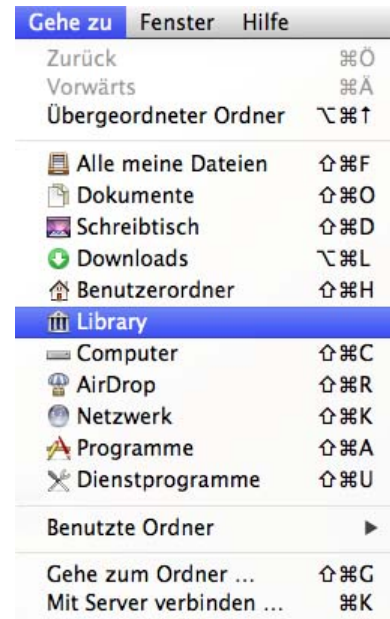 Gehe zu Fenster Hilfe
Zurück ⌘Ö
Vorwärts ⌘Ä
Übergeordneter Ordner ⌥⌘↑
Alle meine Dateien ⇧⌘F
Dokumente ⇧⌘O
Schreibtisch ⇧⌘D
Downloads ⌥⌘L
Benutzerordner ⇧⌘H
Library
Computer ⇧⌘C
AirDrop ⇧⌘R
Netzwerk ⇧⌘K
Programme ⇧⌘A
Dienstprogramme ⇧⌘U
Benutzte Ordner ▶
Gehe zum Ordner ... ⇧⌘G
Mit Server verbinden ... ⌘K